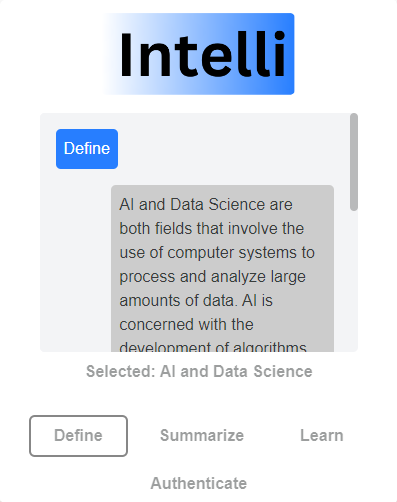 Intelli
Define
AI and Data Science are
both fields that involve the
use of computer systems to
process and analyze large
amounts of data. AI is
concerned with the
development of algorithms
Selected: AI and Data Science
Define Summarize Learn
Authenticate